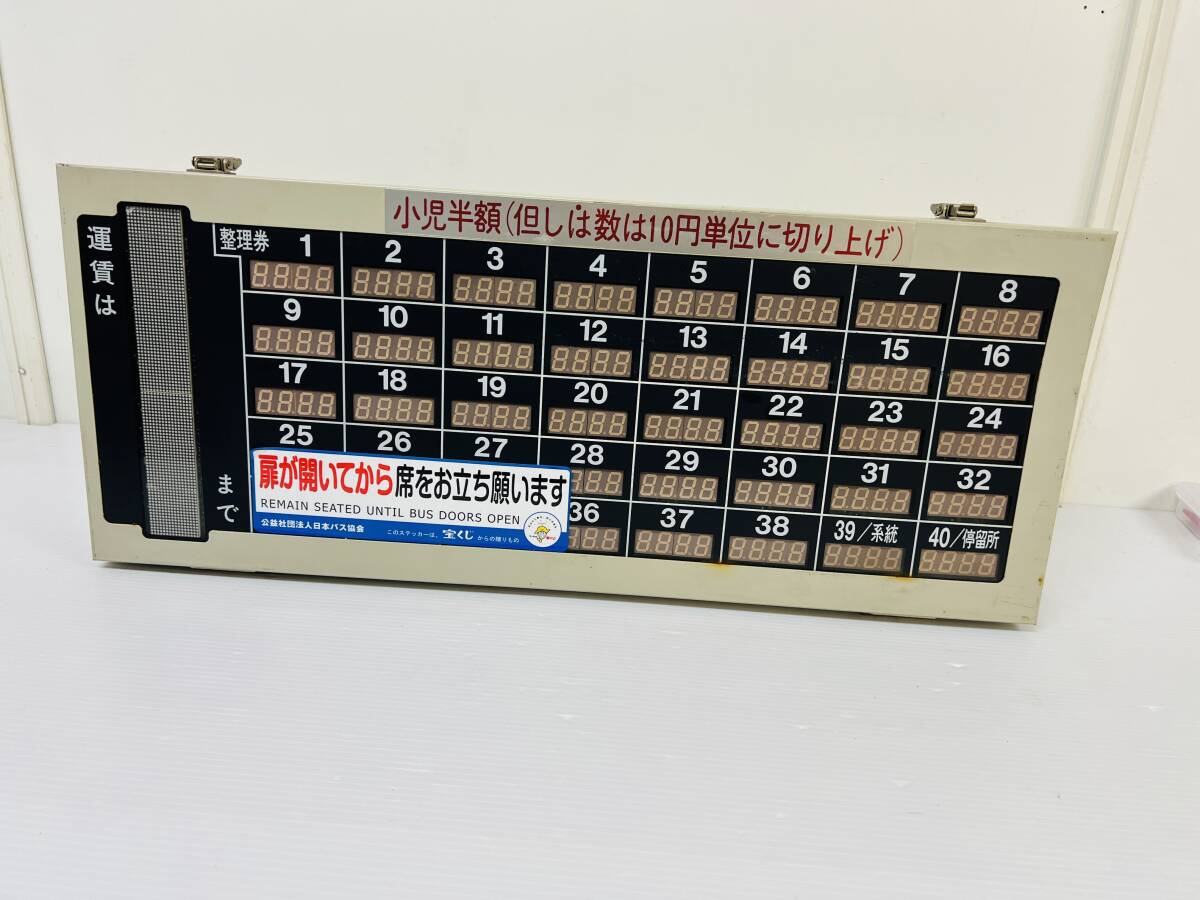 小児半額(但しは数は10円単位に切り上げ)
運賃は
まで
整理券 1 2 3 4 5 6 7 8
9 10 11 12 13 14 15 16
17 18 19 20 21 22 23 24
25 26 27 28 29 30 31 32
36 37 38 39/系統 40/停留所
扉が開いてから席をお立ち願います
REMAIN SEATED UNTIL BUS DOORS OPEN
公益社団法人日本バス協会 このステッカーは、宝くじからの贈りもの